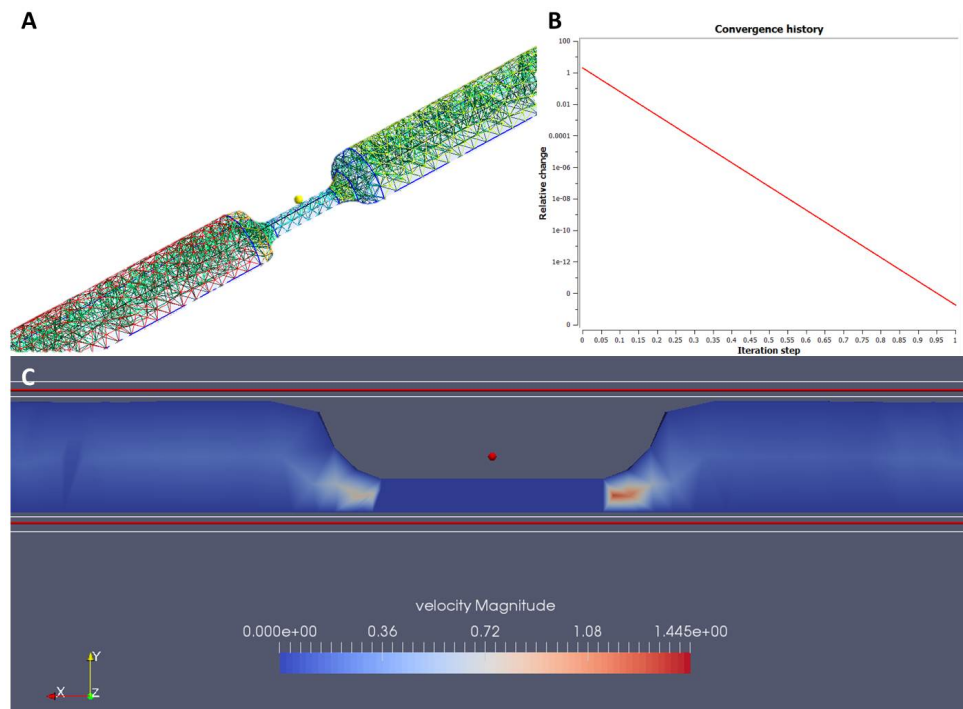 A
B
Convergence history
100
1
0.01
0.0001
1e-06
1e-08
1e-10
1e-12
0
0
Relative change
0 0.05 0.1 0.15 0.2 0.25 0.3 0.35 0.4 0.45 0.5 0.55 0.6 0.65 0.7 0.75 0.8 0.85 0.9 0.95 1
Iteration step
C
velocity Magnitude
0.000e+00 0.36 0.72 1.08 1.445e+00
Y
X
Z